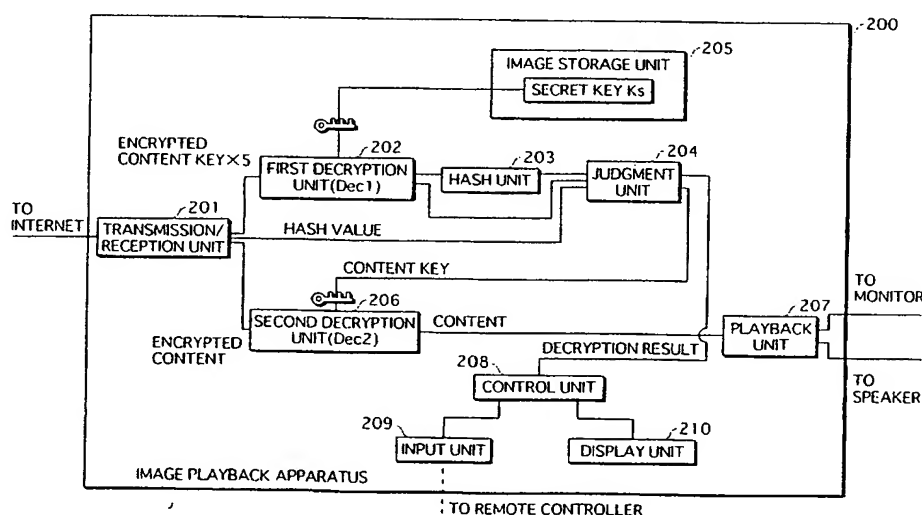 200
205
IMAGE STORAGE UNIT
SECRET KEY Ks
ENCRYPTED
CONTENT KEY×5
202
FIRST DECRYPTION
UNIT(Dec1)
203
HASH UNIT
204
JUDGMENT
UNIT
TO
INTERNET
201
TRANSMISSION/
RECEPTION UNIT
HASH VALUE
CONTENT KEY
206
SECOND DECRYPTION
UNIT(Dec2)
CONTENT
ENCRYPTED
CONTENT
207
PLAYBACK
UNIT
TO
MONITOR
TO
SPEAKER
DECRYPTION RESULT
208
CONTROL UNIT
209
INPUT UNIT
210
DISPLAY UNIT
IMAGE PLAYBACK APPARATUS
TO REMOTE CONTROLLER